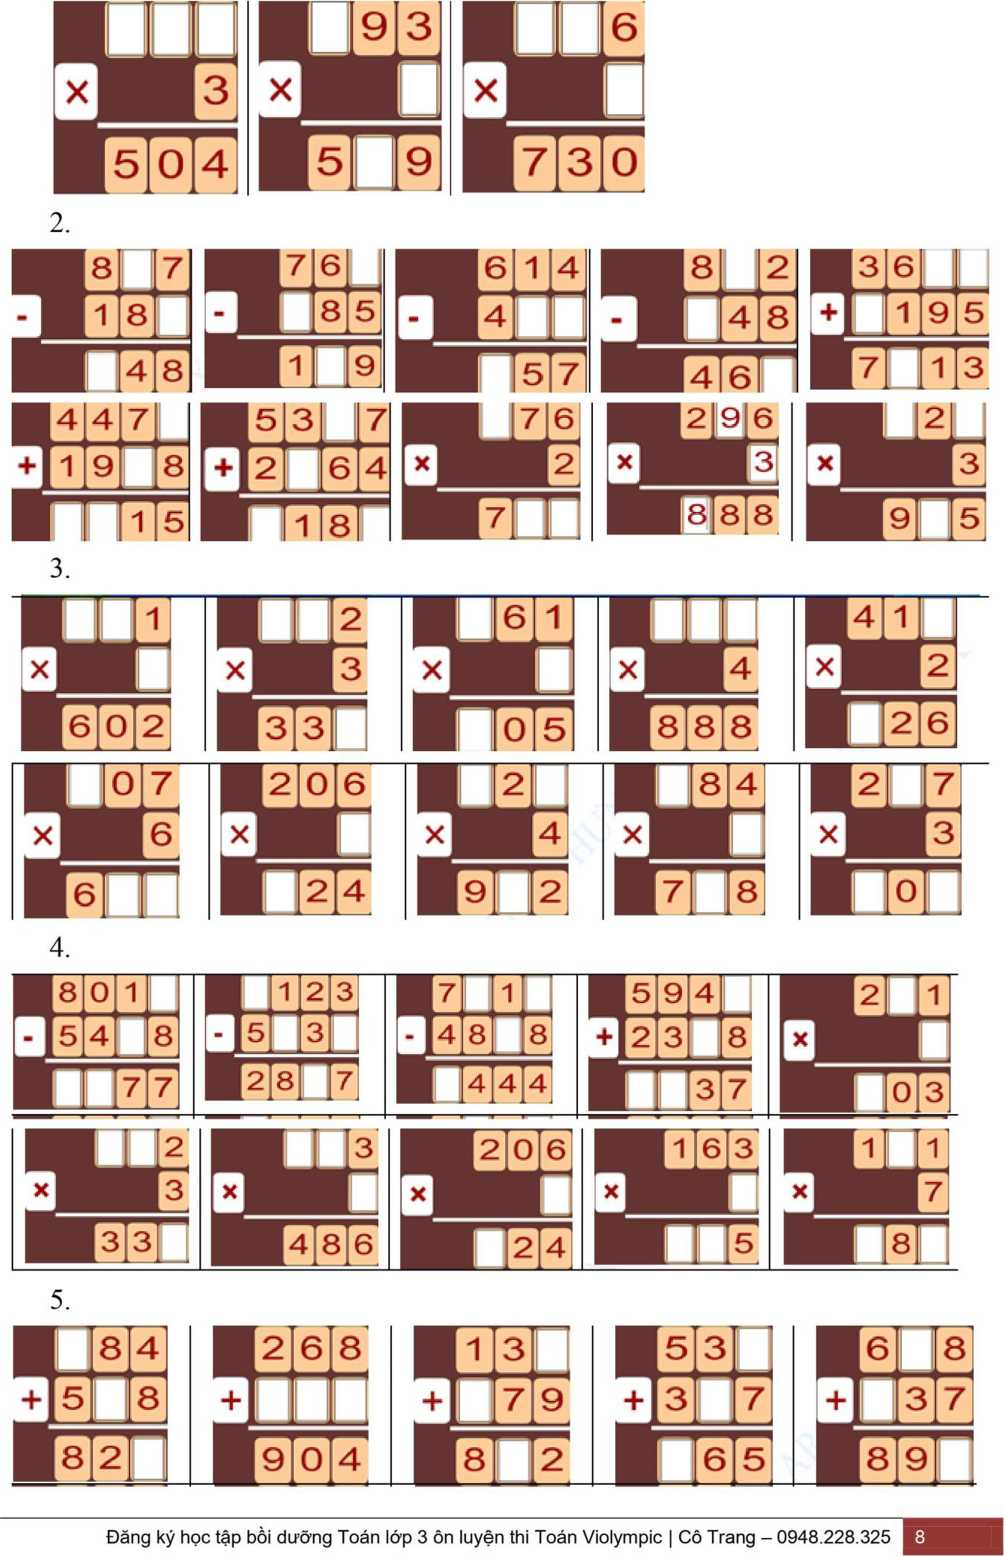 □□□ □93 □□6
× 3 × □ × □
504 5□9 730
2.
8□7 76□ 614 8□2 36□□
- 18□ - □85 - 4□□ - □48 + □195
□48 1□9 □57 46□ 7□13
447□ 53□7 □76 296 □2□
+ 19□8 + 2□64 × 2 × 3 × 3
□□15 □18□ 7□□ 888 9□5
3.
□□1 □□2 □61 □□□ 41□
× □ × 3 × □ × 4 × 2
602 33□ □05 888 □26
□07 206 □2□ □84 2□7
× 6 × □ × 4 × □ × 3
6□□ □24 9□2 7□8 □0□
4.
801□ □123 7□1□ 594□ 2□1
- 54□8 - 5□3□ - 48□8 + 23□8 × □
□□77 28□7 □444 □□37 □03
□□2 □□3 206 163 1□1
× 3 × □ × □ × □ × 7
33□ 486 □24 □□5 □8□
5.
□84 268 13□ 53□ 6□8
+ 5□8 + □□□ + □79 + 3□7 + □37
82□ 904 8□2 □65 89□
Đăng ký học tập bồi dưỡng Toán lớp 3 ôn luyện thi Toán Violympic | Cô Trang – 0948.228.325 8